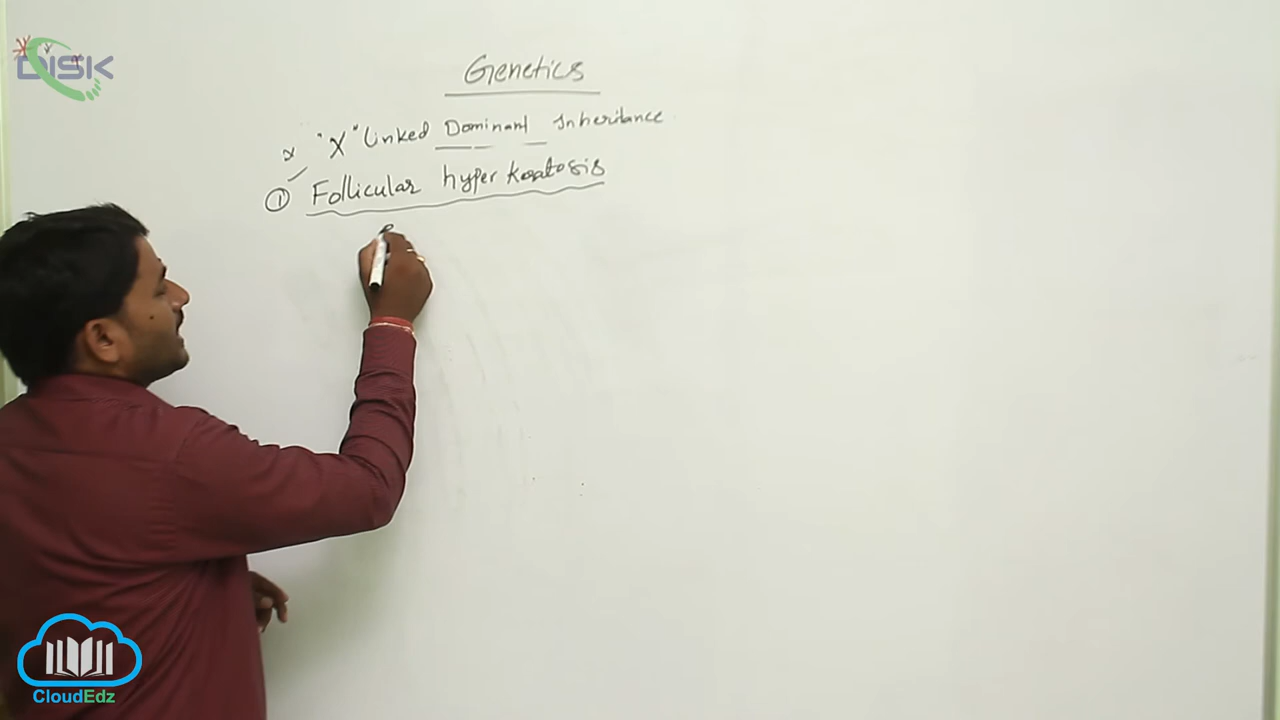 DISK
Genetics
* "X" linked Dominant Inheritance
① Follicular hyper Keratosis
CloudEdz